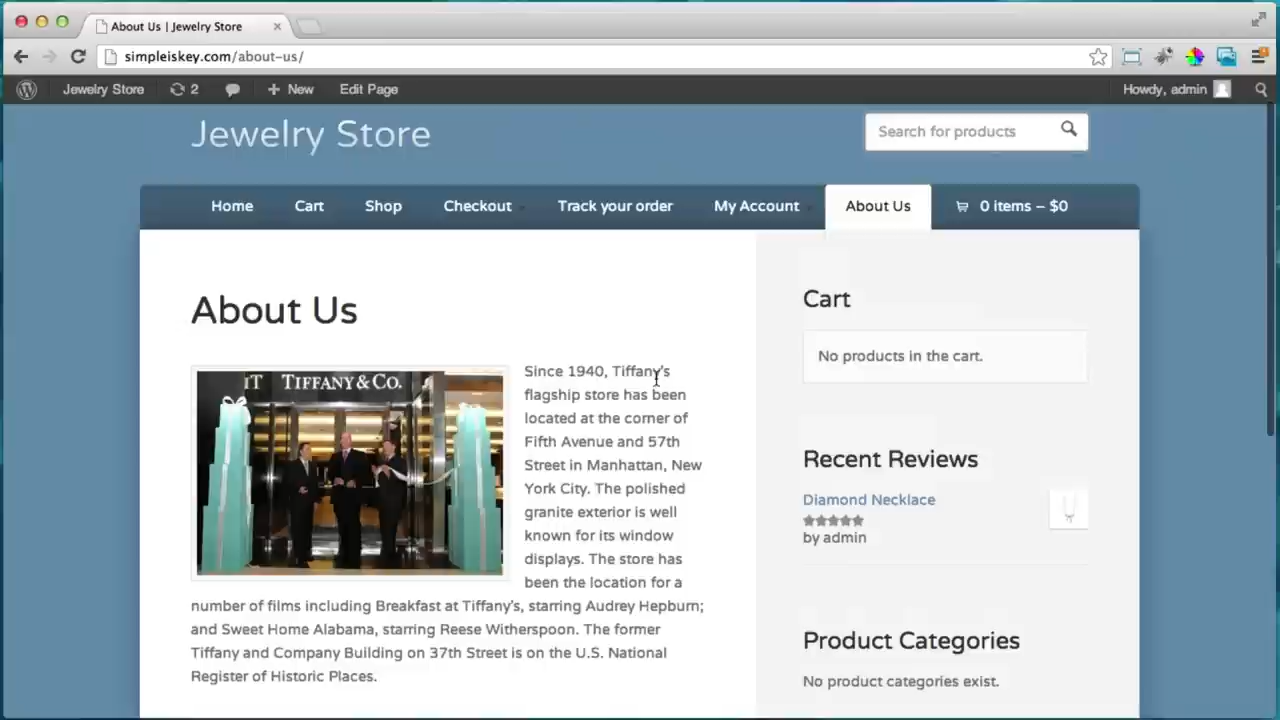 About Us | Jewelry Store
simpleiskey.com/about-us/
Jewelry Store 2 New Edit Page Howdy, admin
Jewelry Store
Search for products
Home Cart Shop Checkout Track your order My Account About Us 0 items – $0
About Us
IT TIFFANY & CO.
Since 1940, Tiffany's
flagship store has been
located at the corner of
Fifth Avenue and 57th
Street in Manhattan, New
York City. The polished
granite exterior is well
known for its window
displays. The store has
been the location for a
number of films including Breakfast at Tiffany's, starring Audrey Hepburn;
and Sweet Home Alabama, starring Reese Witherspoon. The former
Tiffany and Company Building on 37th Street is on the U.S. National
Register of Historic Places.
Cart
No products in the cart.
Recent Reviews
Diamond Necklace
by admin
Product Categories
No product categories exist.